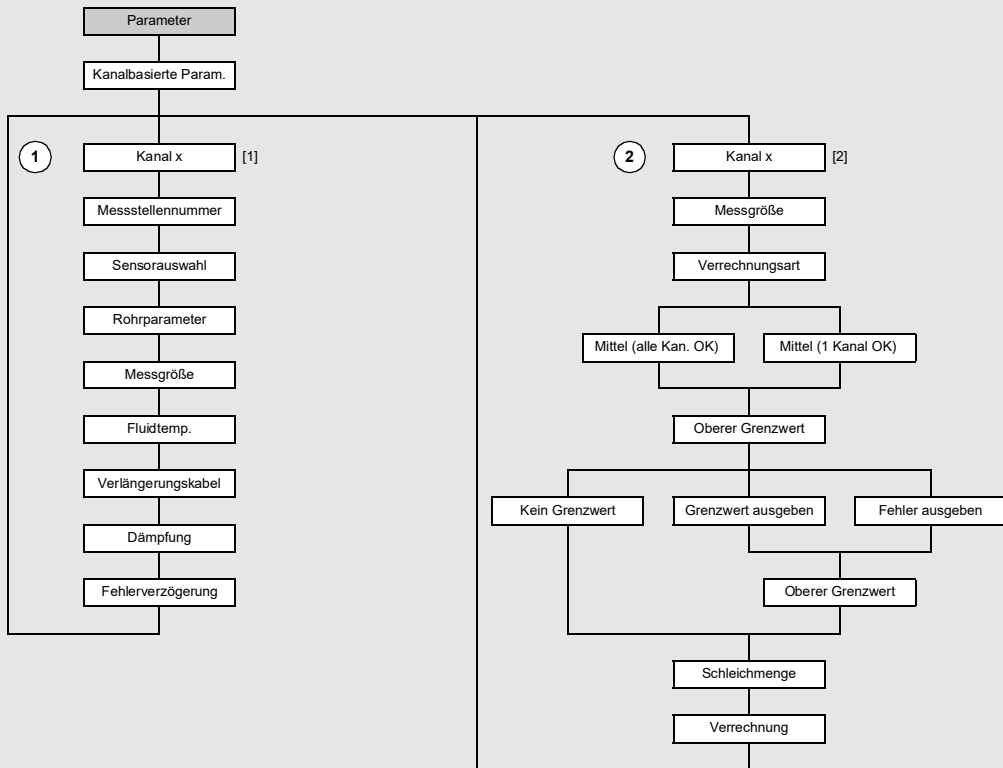 Parameter
Kanalbasierte Param.
1
Kanal x
[1]
Messstellennummer
Sensorauswahl
Rohrparameter
Messgröße
Fluidtemp.
Verlängerungskabel
Dämpfung
Fehlerverzögerung
2
Kanal x
[2]
Messgröße
Verrechnungsart
Mittel (alle Kan. OK)
Mittel (1 Kanal OK)
Oberer Grenzwert
Kein Grenzwert
Grenzwert ausgeben
Fehler ausgeben
Oberer Grenzwert
Schleichmenge
Verrechnung